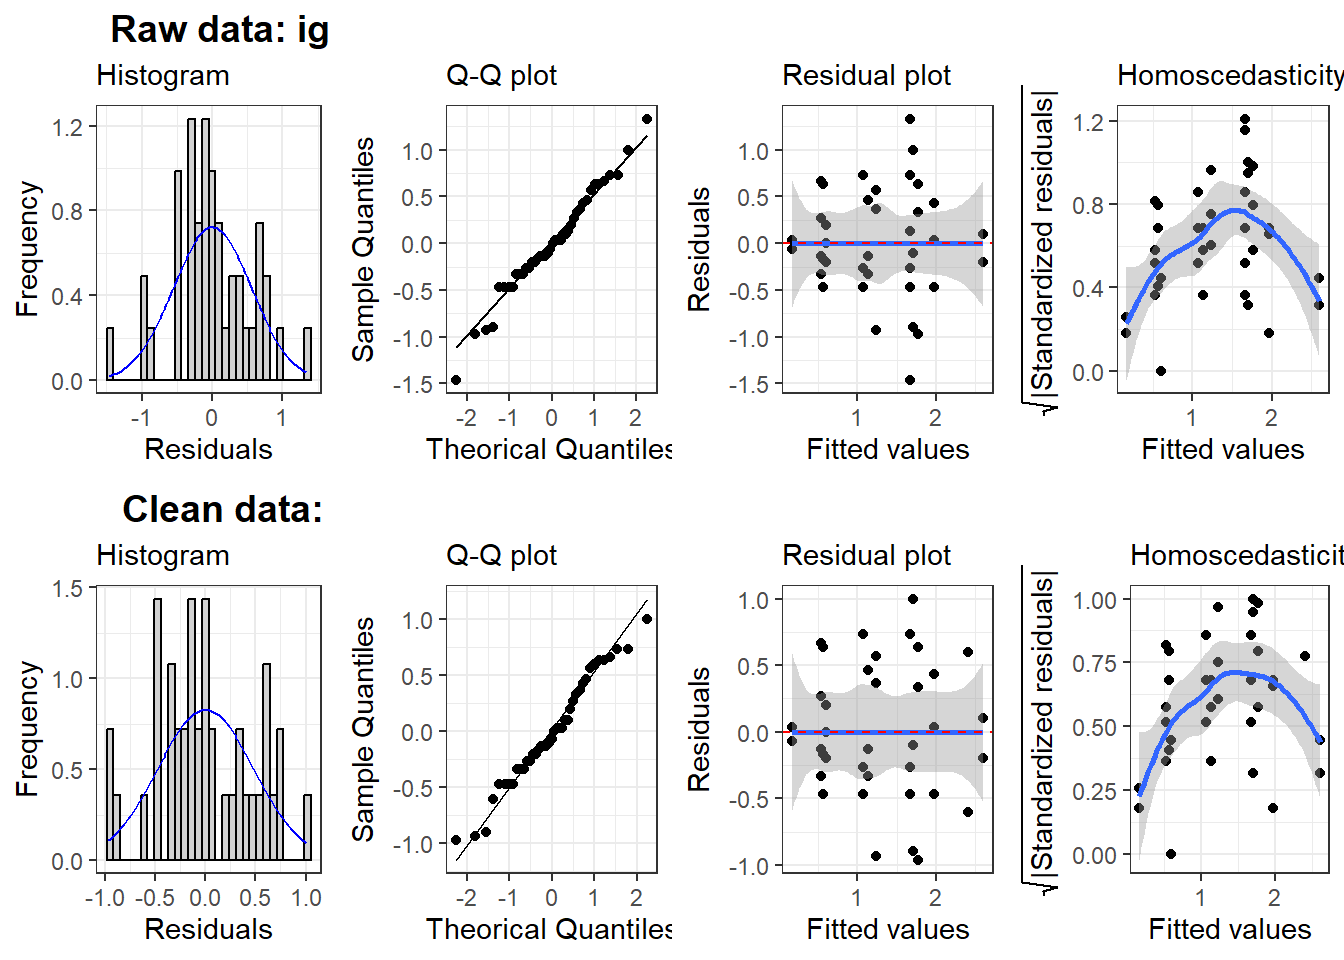 Raw data: ig
Histogram
Frequency
1.2
0.8
0.4
0.0
-1
0
1
Residuals
Q-Q plot
Sample Quantiles
1.0
0.5
0.0
-0.5
-1.0
-1.5
-2
-1
0
1
2
Theorical Quantiles
Residual plot
Residuals
1.0
0.5
0.0
-0.5
-1.0
-1.5
1
2
Fitted values
Homoscedasticity
√|Standardized residuals|
1.2
0.8
0.4
0.0
1
2
Fitted values
Clean data:
Histogram
Frequency
1.5
1.0
0.5
0.0
-1.0
-0.5
0.0
0.5
1.0
Residuals
Q-Q plot
Sample Quantiles
1.0
0.5
0.0
-0.5
-1.0
-2
-1
0
1
2
Theorical Quantiles
Residual plot
Residuals
1.0
0.5
0.0
-0.5
-1.0
1
2
Fitted values
Homoscedasticit
√|Standardized residuals|
1.00
0.75
0.50
0.25
0.00
1
2
Fitted values